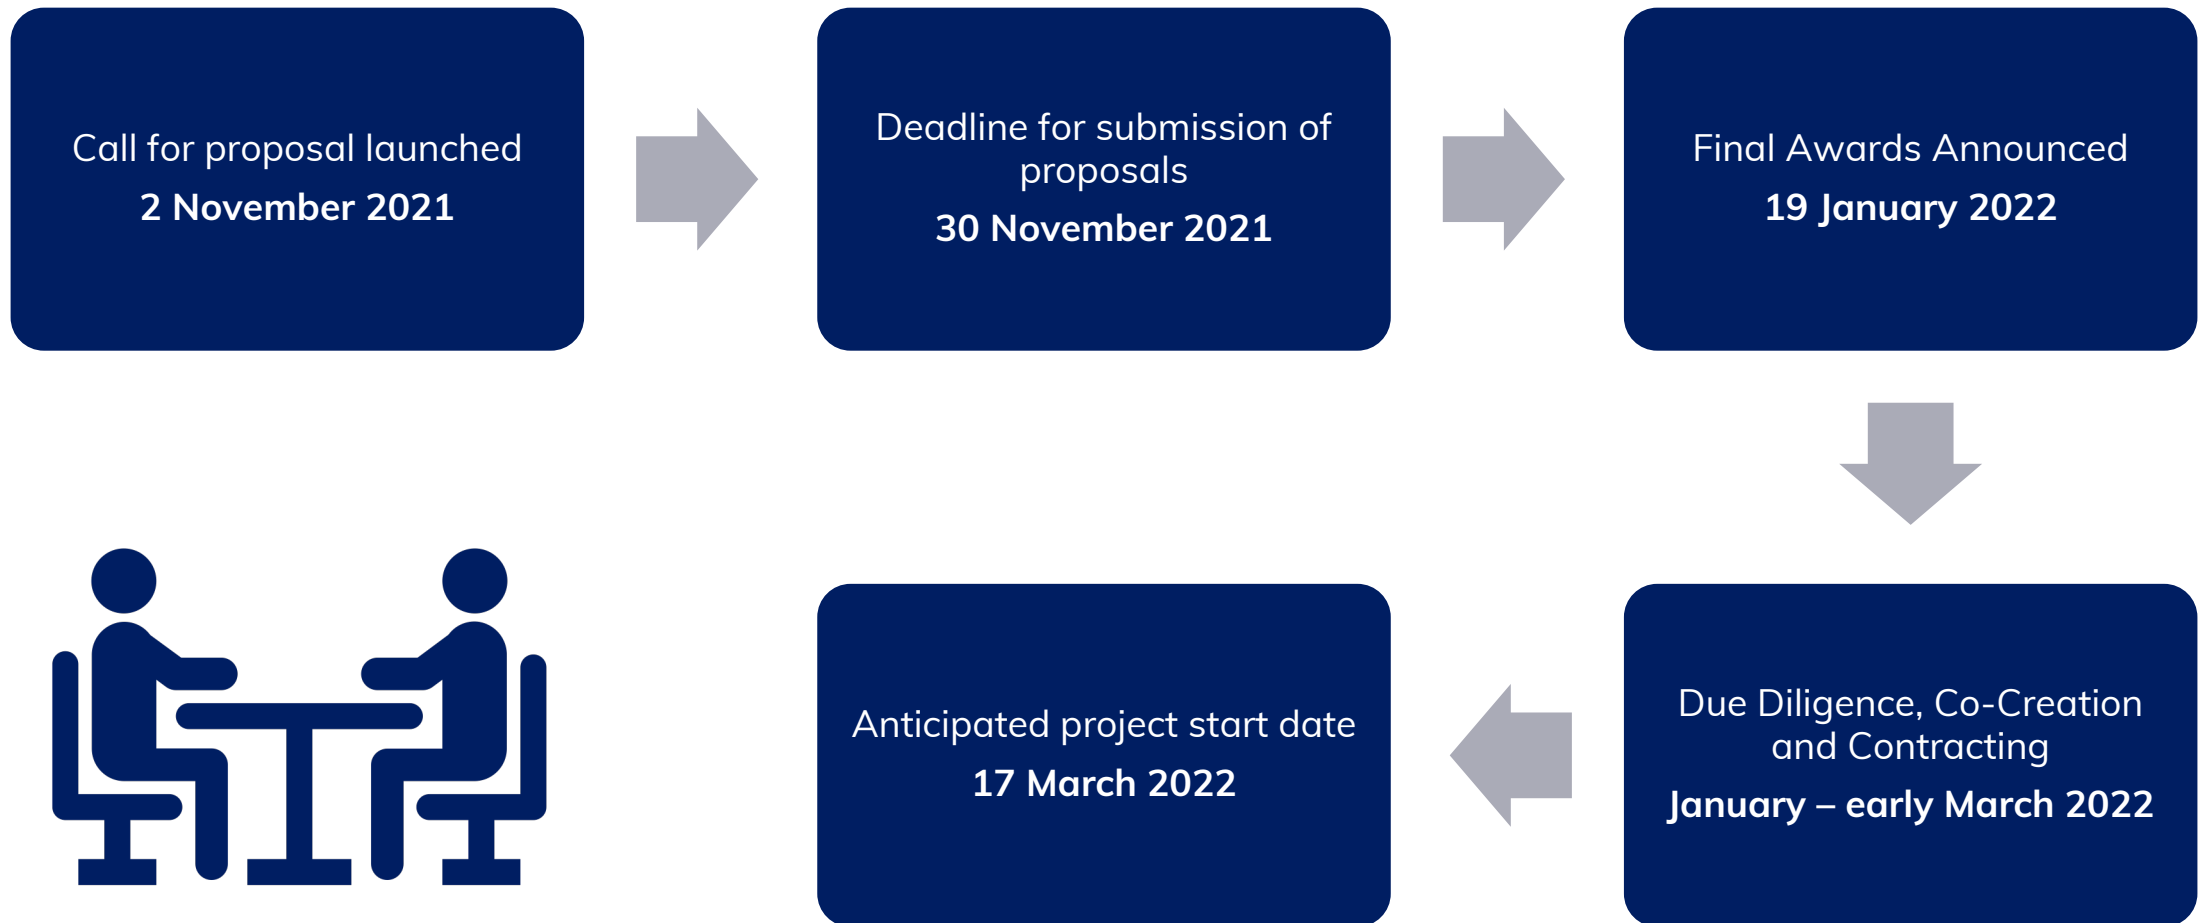 Call for proposal launched
2 November 2021
Deadline for submission of
proposals
30 November 2021
Final Awards Announced
19 January 2022
Due Diligence, Co-Creation
and Contracting
January – early March 2022
Anticipated project start date
17 March 2022